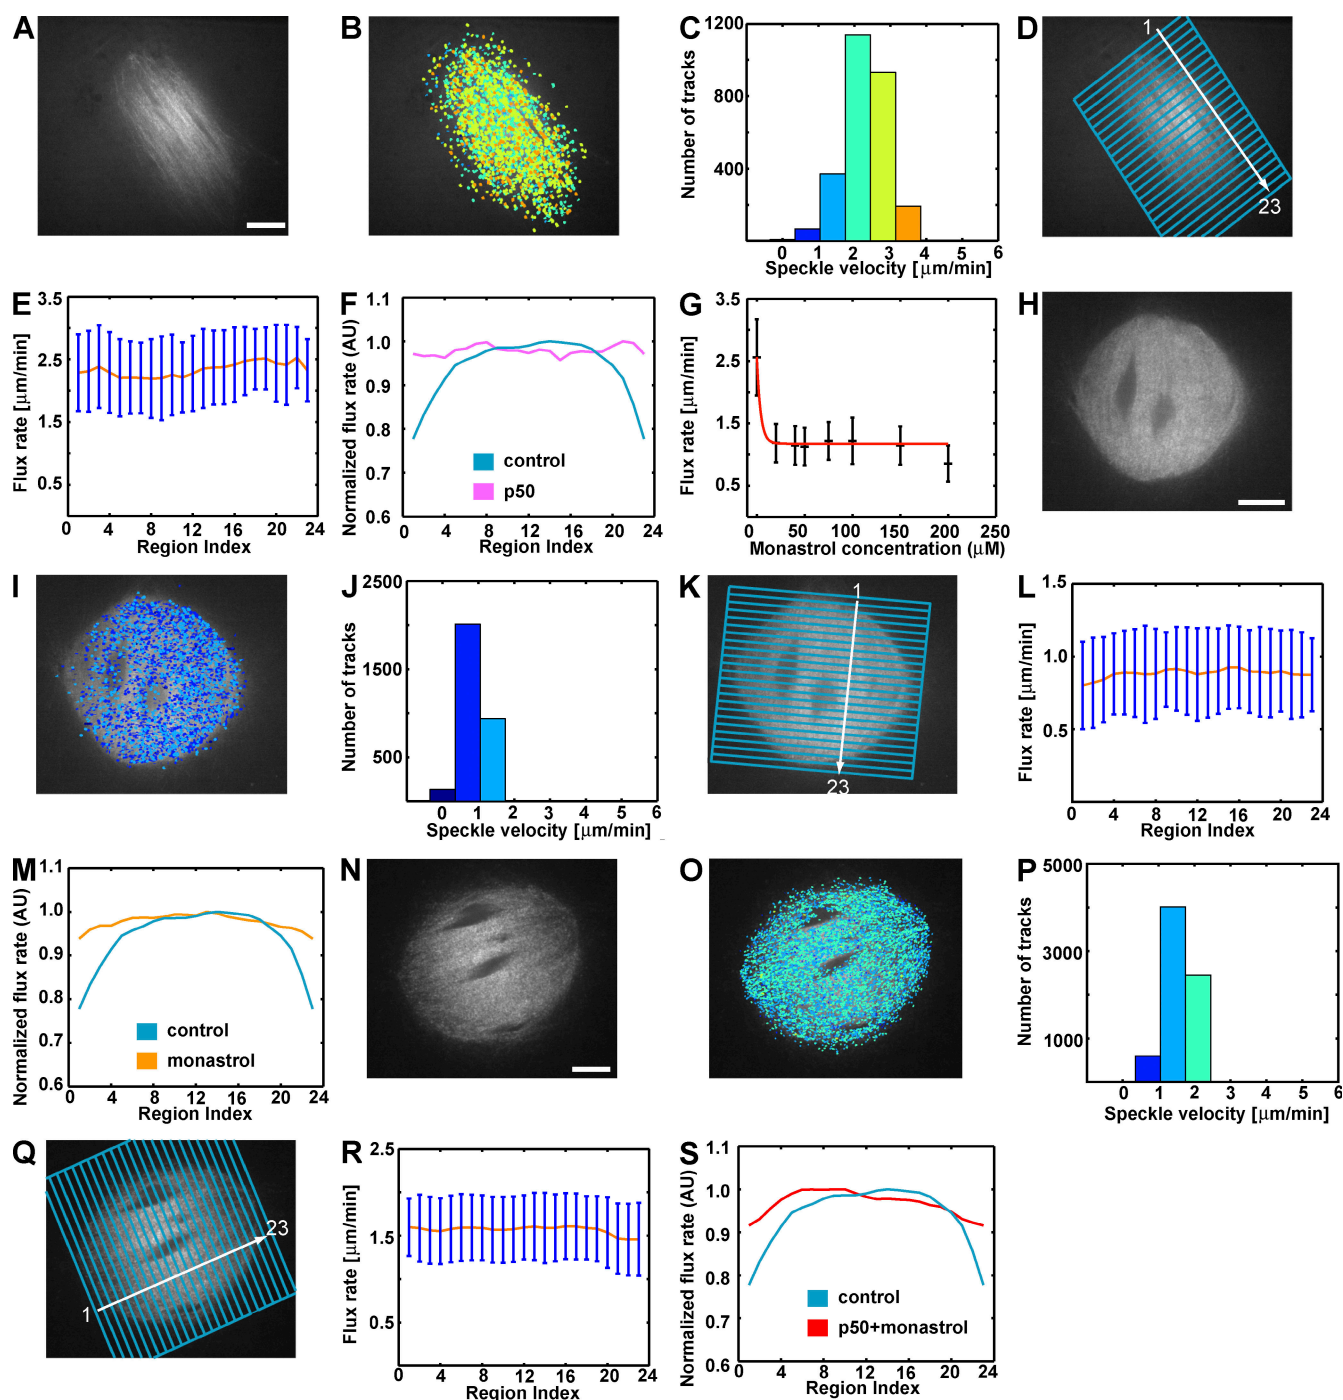 A
B
C
Number of tracks
1200
800
400
0
1
2
3
4
5
6
Speckle velocity [µm/min]
D
1
23
E
Flux rate [µm/min]
3.5
2.5
1.5
0.5
0
4
8
12
16
20
24
Region Index
F
Normalized flux rate (AU)
1.1
1.0
0.9
0.8
0.7
0.6
control
p50
0
4
8
12
16
20
24
Region Index
G
Flux rate [µm/min]
3.5
2.5
1.5
0.5
0
50
100
150
200
250
Monastrol concentration (µM)
H
I
J
Number of tracks
2500
1500
500
0
1
2
3
4
5
6
Speckle velocity [µm/min]
K
1
23
L
Flux rate [µm/min]
1.5
1.0
0.5
0
4
8
12
16
20
24
Region Index
M
Normalized flux rate (AU)
1.1
1.0
0.9
0.8
0.7
0.6
control
monastrol
0
4
8
12
16
20
24
Region Index
N
O
P
Number of tracks
5000
3000
1000
0
1
2
3
4
5
6
Speckle velocity [µm/min]
Q
1
23
R
Flux rate [µm/min]
2.5
1.5
0.5
0
4
8
12
16
20
24
Region Index
S
Normalized flux rate (AU)
1.1
1.0
0.9
0.8
0.7
0.6
control
p50+monastrol
0
4
8
12
16
20
24
Region Index